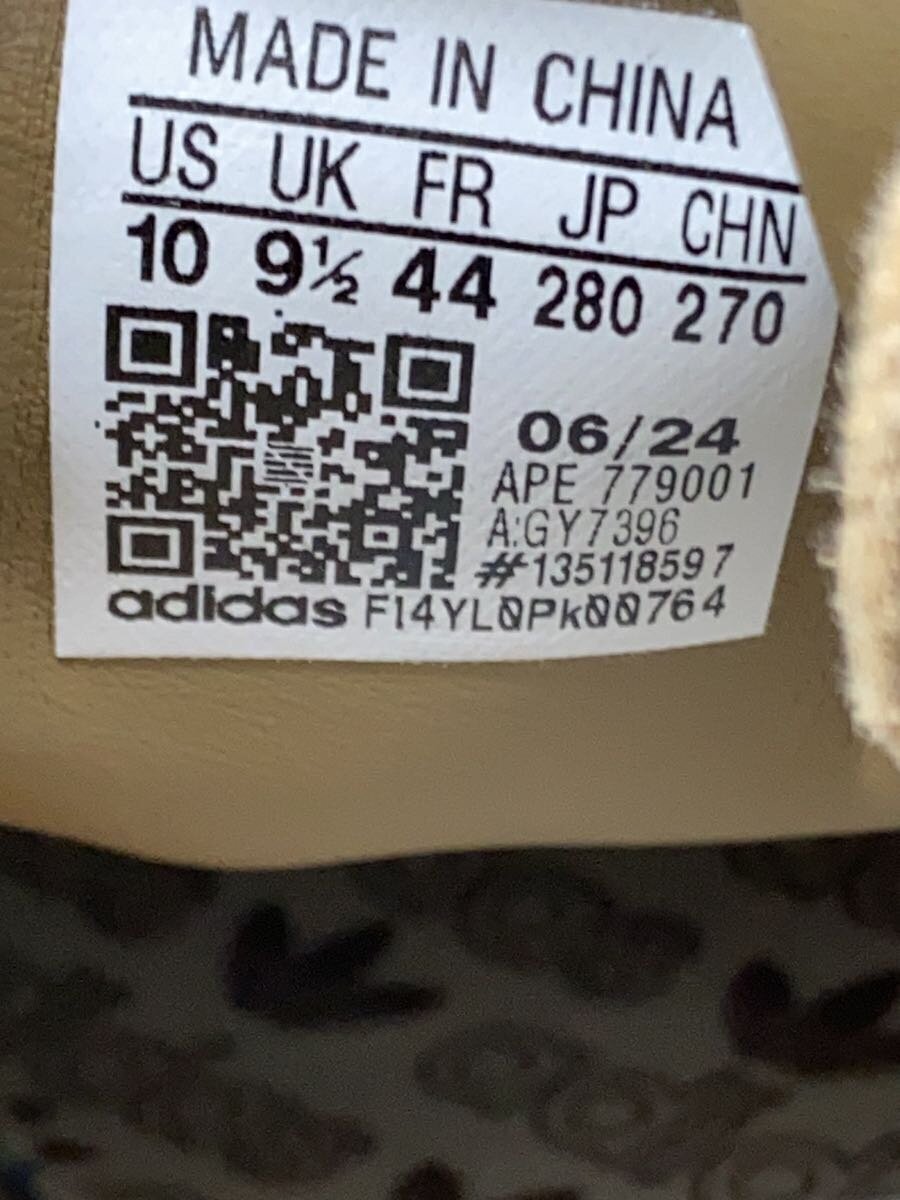 MADE IN CHINA
US UK FR JP CHN
10 9½ 44 280 270
06/24
APE 779001
A:GY7396
#135118597
adidas F14YL0Pk00764